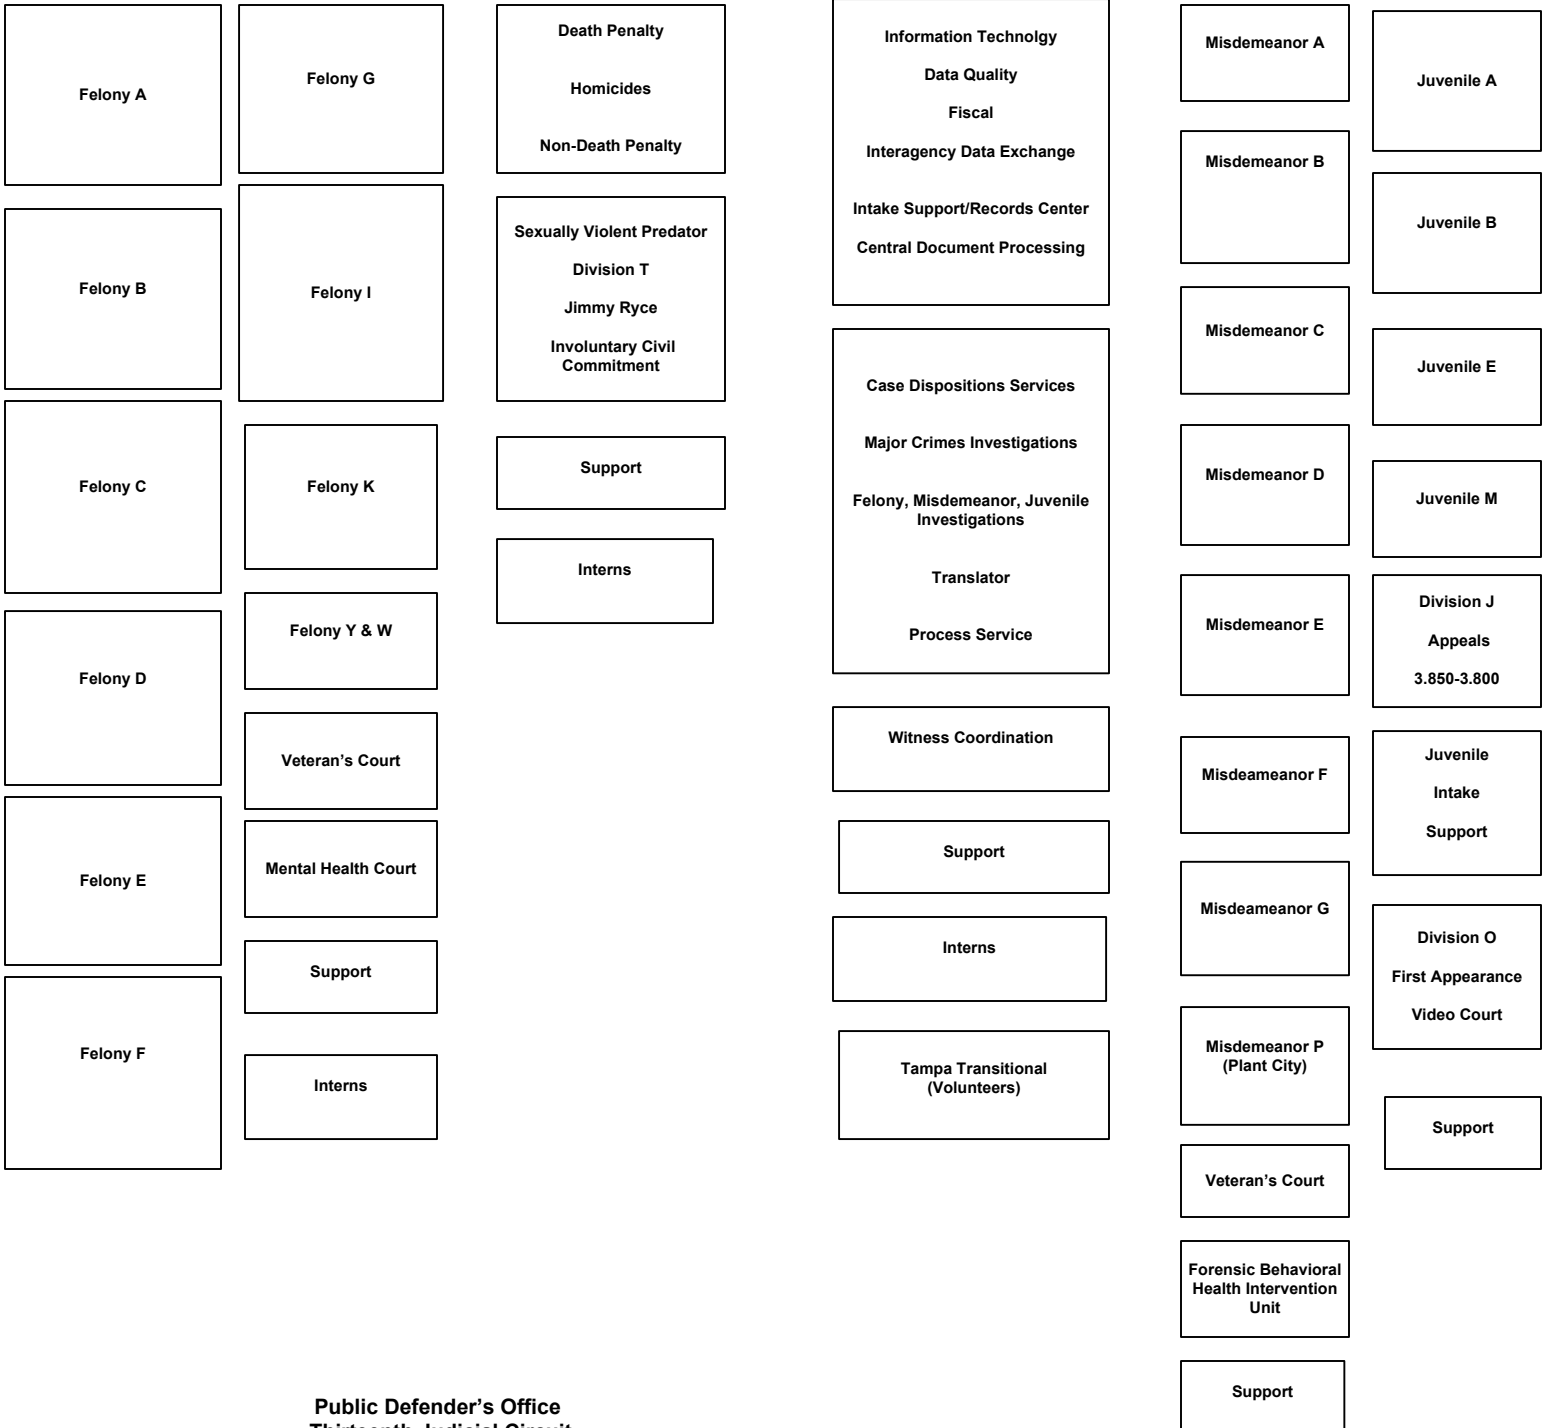 Felony A
Felony B
Felony C
Felony D
Felony E
Felony F
Felony G
Felony I
Felony K
Felony Y & W
Veteran’s Court
Mental Health Court
Support
Interns
Death Penalty
Homicides
Non-Death Penalty
Sexually Violent Predator
Division T
Jimmy Ryce
Involuntary Civil
Commitment
Support
Interns
Information Technolgy
Data Quality
Fiscal
Interagency Data Exchange
Intake Support/Records Center
Central Document Processing
Case Dispositions Services
Major Crimes Investigations
Felony, Misdemeanor, Juvenile
Investigations
Translator
Process Service
Witness Coordination
Support
Interns
Tampa Transitional
(Volunteers)
Misdemeanor A
Misdemeanor B
Misdemeanor C
Misdemeanor D
Misdemeanor E
Misdeameanor F
Misdeameanor G
Misdemeanor P
(Plant City)
Veteran’s Court
Forensic Behavioral
Health Intervention
Unit
Support
Juvenile A
Juvenile B
Juvenile E
Juvenile M
Division J
Appeals
3.850-3.800
Juvenile
Intake
Support
Division O
First Appearance
Video Court
Support
Public Defender’s Office
Thirteenth Judicial Circuit